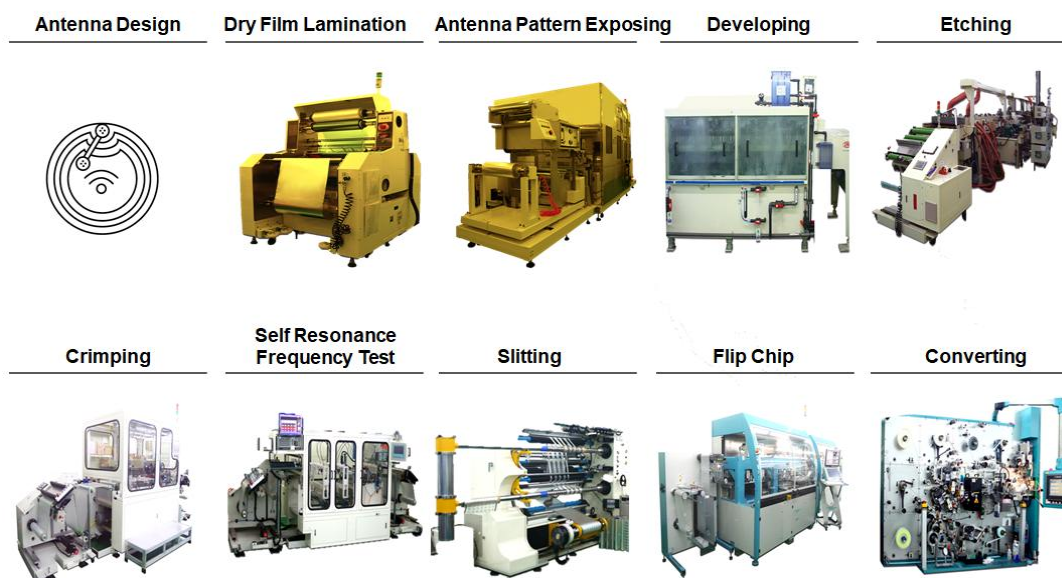 Antenna Design
Dry Film Lamination
Antenna Pattern Exposing
Developing
Etching
Crimping
Self Resonance
Frequency Test
Slitting
Flip Chip
Converting